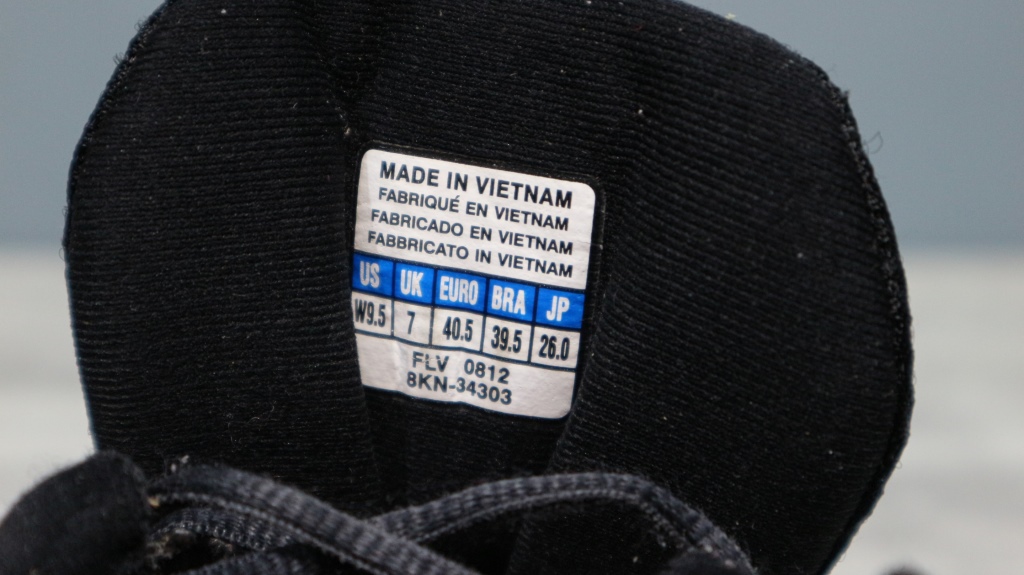 MADE IN VIETNAM
FABRIQUÉ EN VIETNAM
FABRICADO EN VIETNAM
FABBRICATO IN VIETNAM
US UK EURO BRA JP
W9.5 7 40.5 39.5 26.0
FLV 0812
8KN-34303